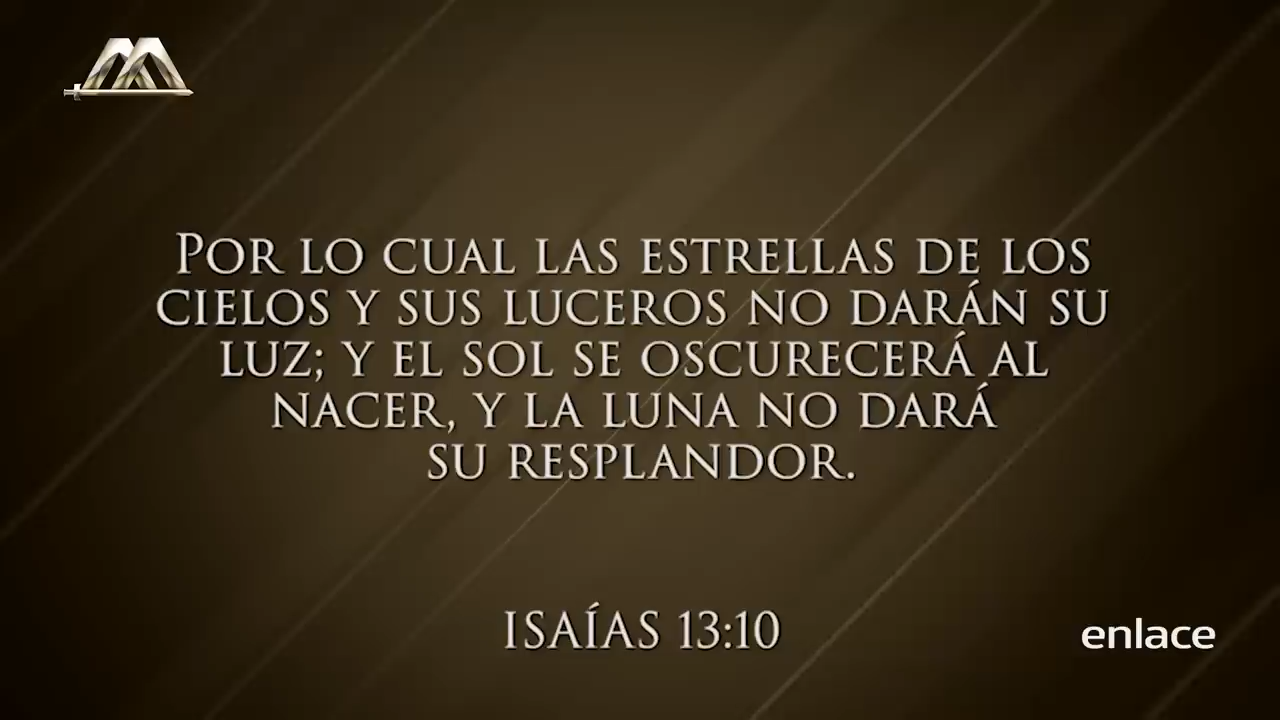 POR LO CUAL LAS ESTRELLAS DE LOS
CIELOS Y SUS LUCEROS NO DARÁN SU
LUZ; Y EL SOL SE OSCURECERÁ AL
NACER, Y LA LUNA NO DARÁ
SU RESPLANDOR.
ISAÍAS 13:10
enlace